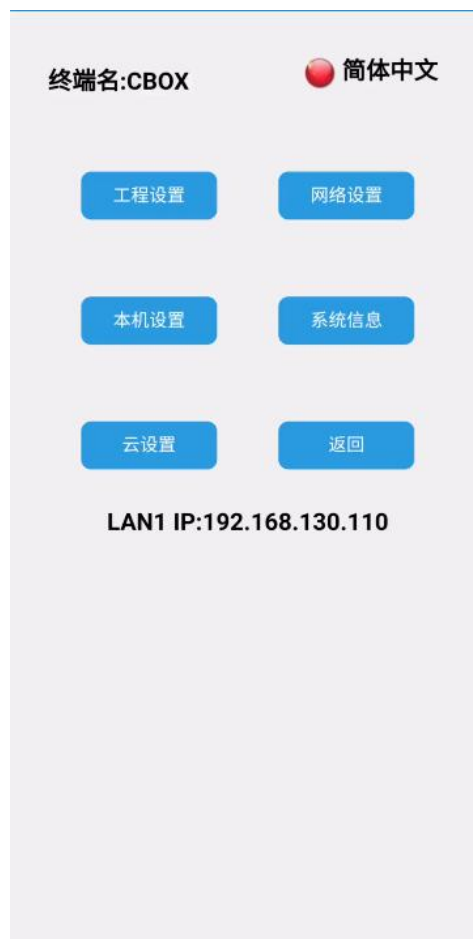 终端名:CBOX
简体中文
工程设置
网络设置
本机设置
系统信息
云设置
返回
LAN1 IP:192.168.130.110